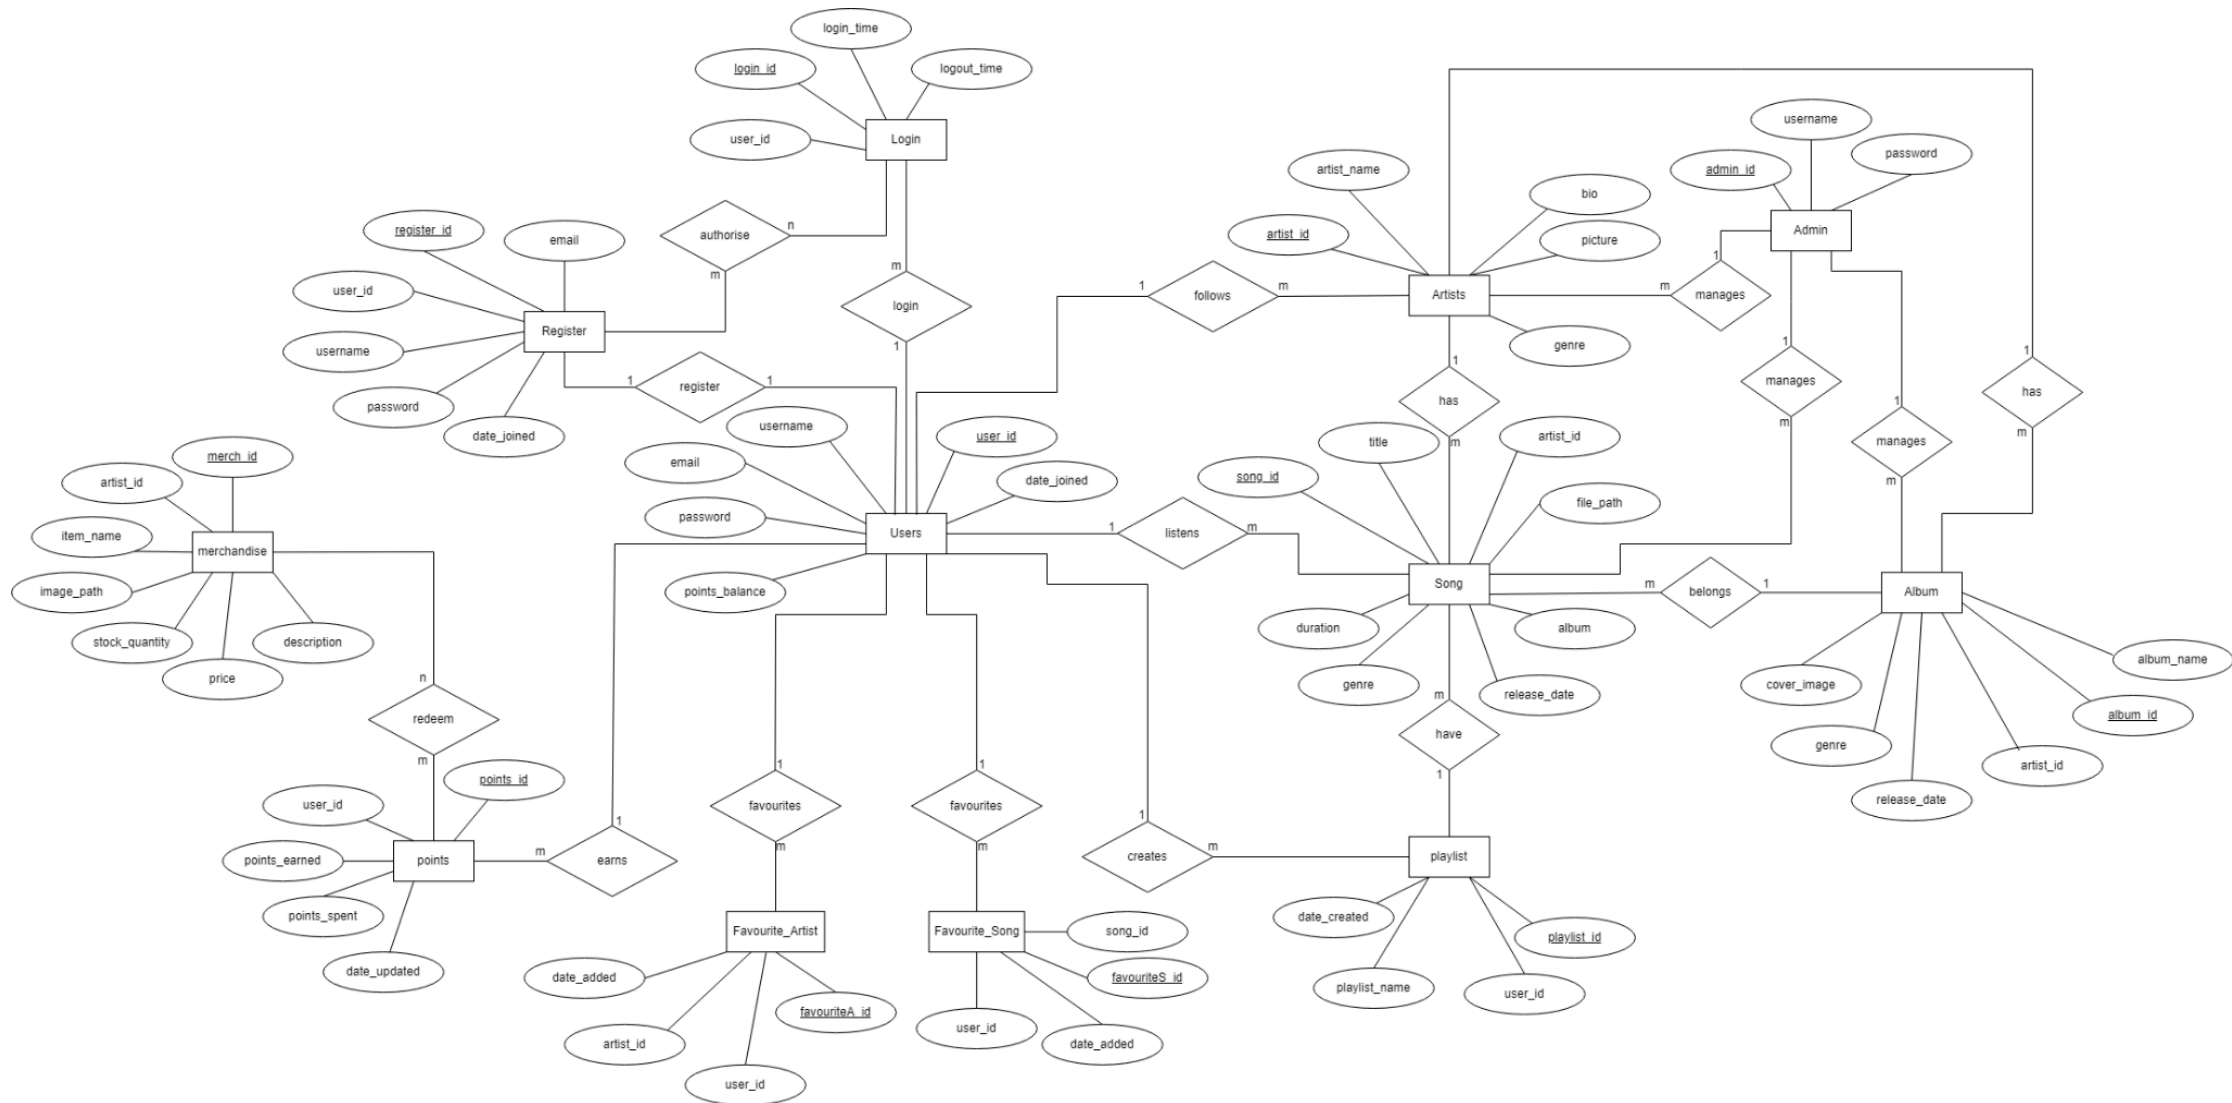 login_time
login_id
logout_time
user_id
Login
authorise
n
m
register_id
email
user_id
username
password
date_joined
Register
m
login
1
1
register
1
username
user_id
email
date_joined
password
points_balance
Users
merch_id
artist_id
item_name
image_path
stock_quantity
price
description
merchandise
n
redeem
m
points_id
user_id
points_earned
points_spent
date_updated
points
m
earns
1
1
favourites
m
Favourite_Artist
date_added
artist_id
user_id
favouriteA_id
1
favourites
m
Favourite_Song
song_id
favouriteS_id
user_id
date_added
1
creates
m
playlist
date_created
playlist_name
user_id
playlist_id
1
follows
m
artist_name
artist_id
bio
picture
genre
Artists
m
manages
1
username
admin_id
password
Admin
1
has
m
1
manages
m
1
manages
m
1
has
m
title
artist_id
song_id
file_path
1
listens
m
Song
duration
genre
release_date
album
m
belongs
1
Album
cover_image
genre
release_date
artist_id
album_id
album_name
m
have
1